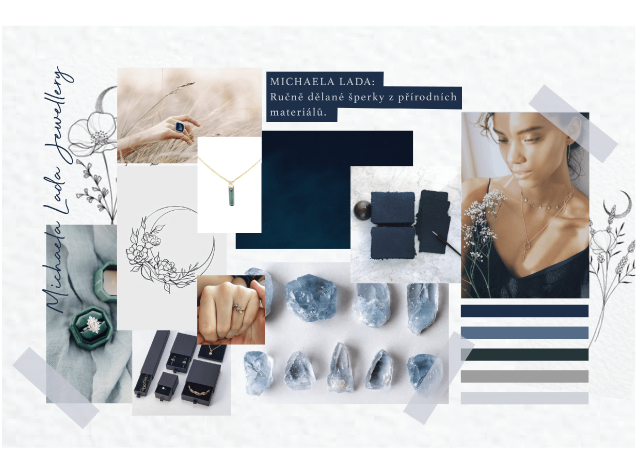 Michaela Lada Jewellery
MICHAELA LADA:
Ručně dělané šperky z přírodních
materiálů.